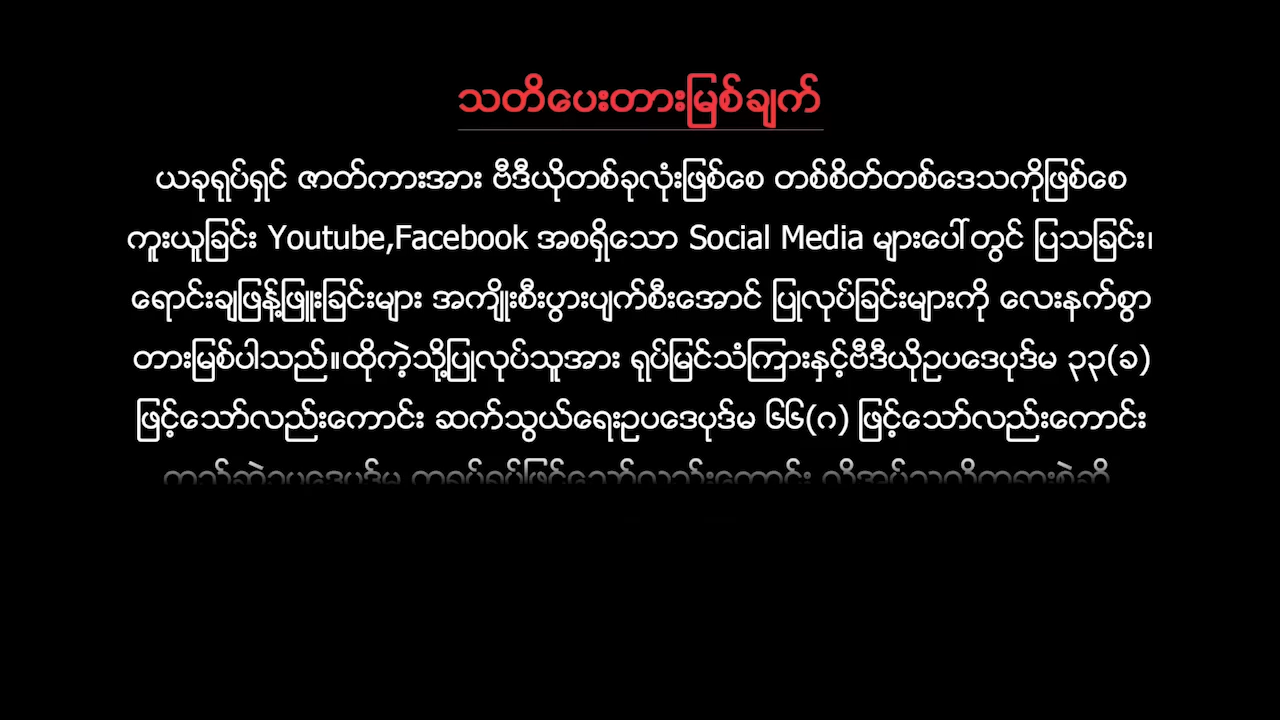 သတိပေးတားမြစ်ချက်
ယခုရုပ်ရှင် ဇာတ်ကားအား ဗီဒီယိုတစ်ခုလုံးဖြစ်စေ တစ်စိတ်တစ်ဒေသကိုဖြစ်စေ
ကူးယူခြင်း Youtube,Facebook အစရှိသော Social Media များပေါ်တွင် ပြသခြင်း၊
ရောင်းချဖြန့်ဖြူးခြင်းများ အကျိုးစီးပွားပျက်စီးအောင် ပြုလုပ်ခြင်းများကို လေးနက်စွာ
တားမြစ်ပါသည်။ထိုကဲ့သို့ပြုလုပ်သူအား ရုပ်မြင်သံကြားနှင့်ဗီဒီယိုဥပဒေပုဒ်မ ၃၃(ခ)
ဖြင့်သော်လည်းကောင်း ဆက်သွယ်ရေးဥပဒေပုဒ်မ ၆၆(ဂ) ဖြင့်သော်လည်းကောင်း